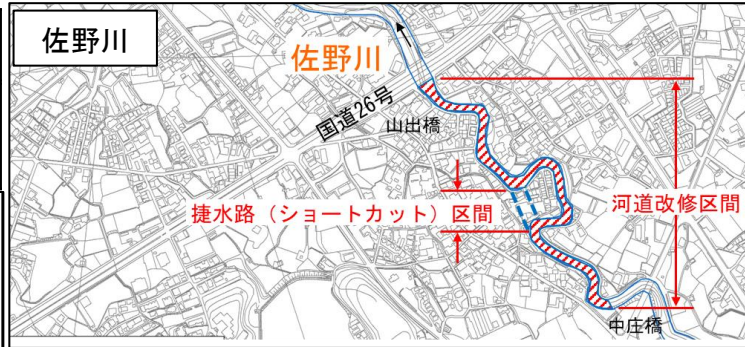 佐野川
佐野川
国道26号
山出橋
捷水路（ショートカット）区間
河道改修区間
中庄橋